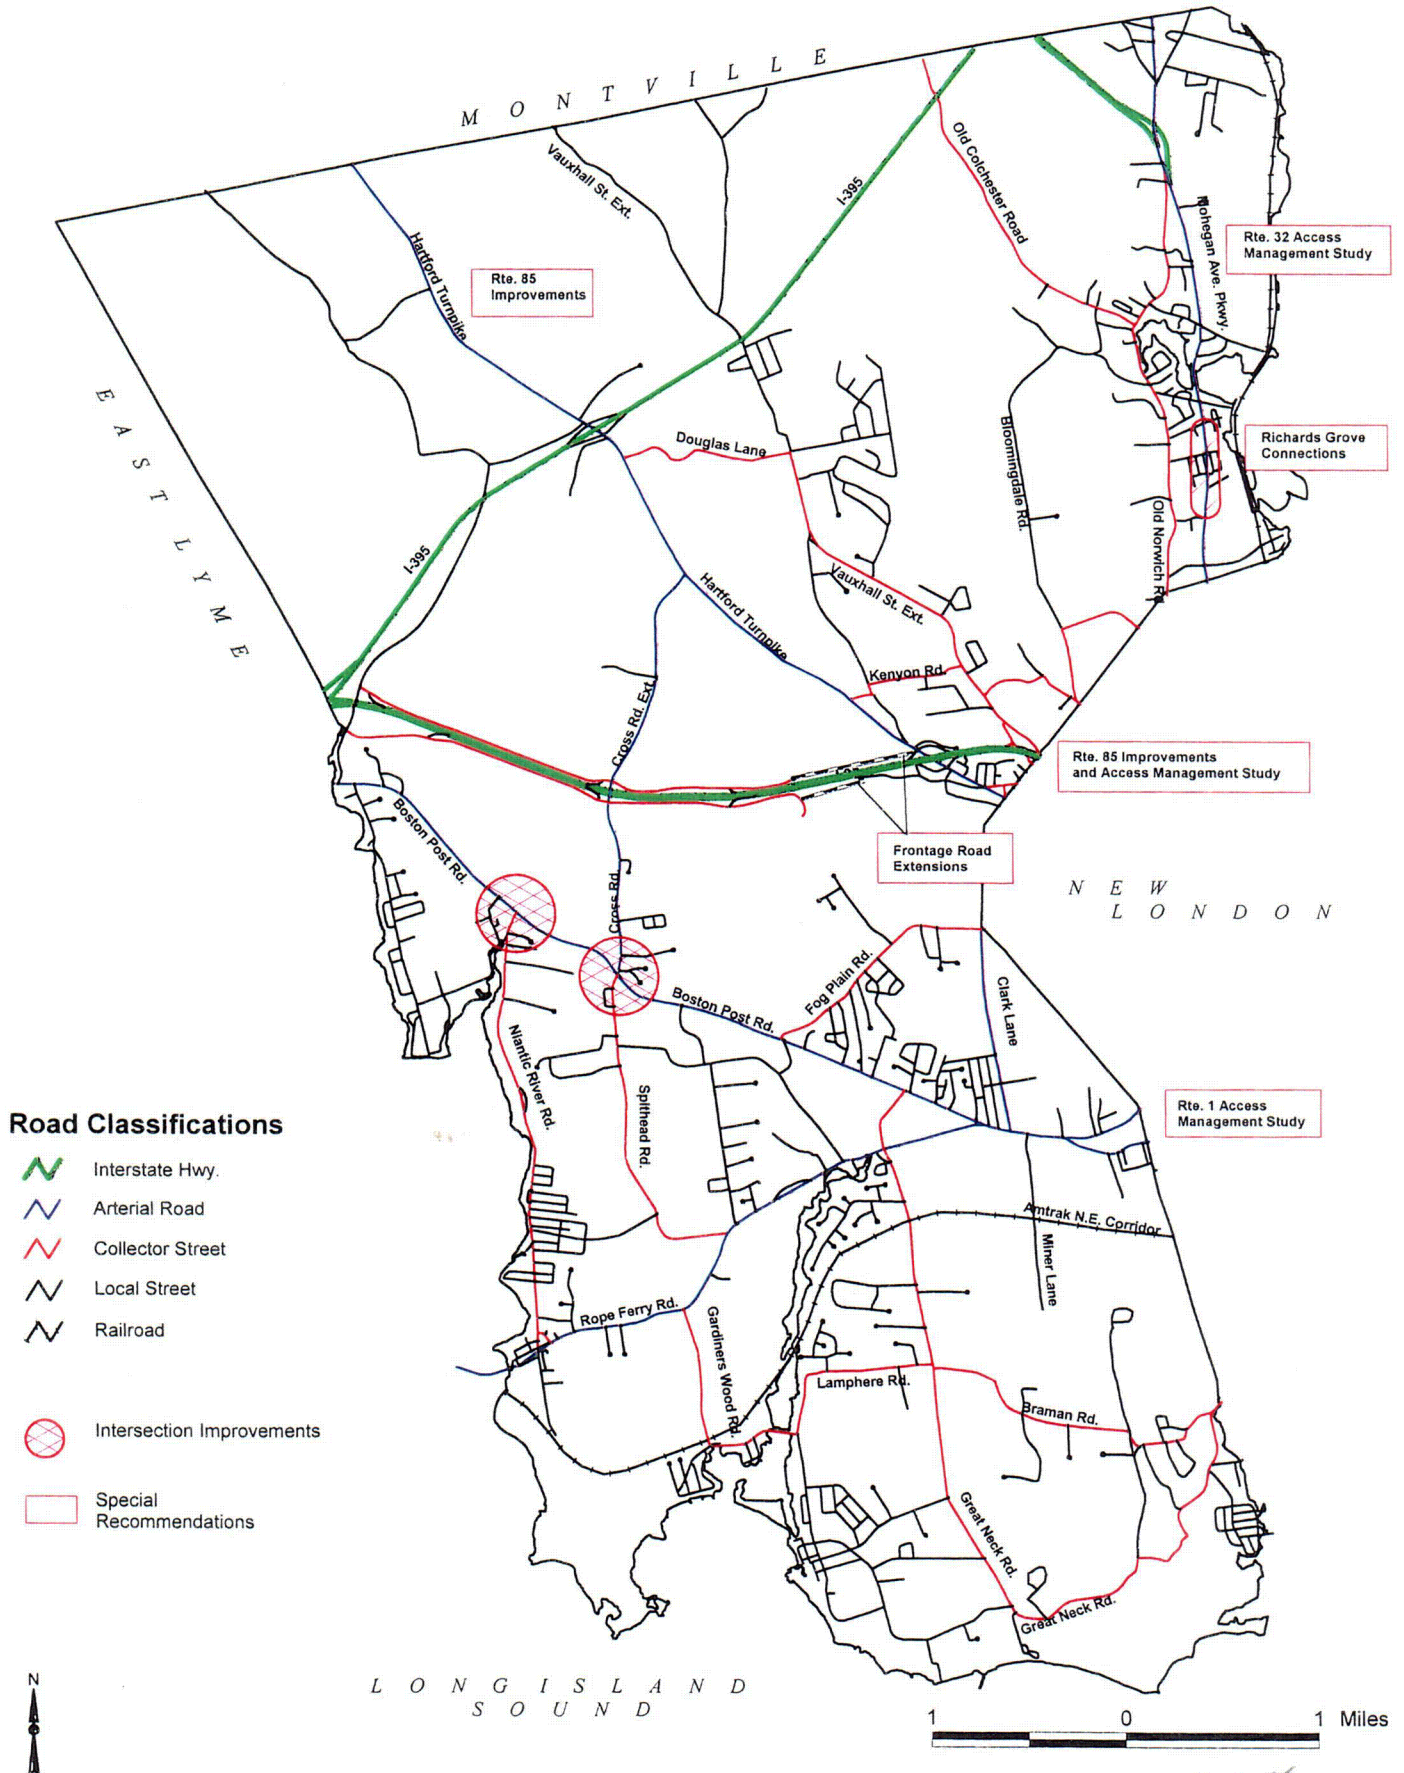 M O N T V I L L E
Vauxhall St. Ext.
I-395
Old Colchester Road
Mohegan Ave. Pkwy.
Rte. 32 Access
Management Study
Hartford Turnpike
Rte. 85
Improvements
E A S T L Y M E
Douglas Lane
Bloomingdale Rd.
Richards Grove
Connections
Old Norwich Rd.
I-395
Vauxhall St. Ext.
Hartford Turnpike
Kenyon Rd.
Cross Rd. Ext.
Rte. 85 Improvements
and Access Management Study
Boston Post Rd.
Frontage Road
Extensions
N E W
L O N D O N
Cross Rd.
Fog Plain Rd.
Boston Post Rd.
Clark Lane
Niantic River Rd.
Spithead Rd.
Rte. 1 Access
Management Study
Amtrak N.E. Corridor
Miner Lane
Rope Ferry Rd.
Gardiners Wood Rd.
Lamphere Rd.
Braman Rd.
Great Neck Rd.
Great Neck Rd.
Road Classifications
Interstate Hwy.
Arterial Road
Collector Street
Local Street
Railroad
Intersection Improvements
Special
Recommendations
N
L O N G I S L A N D
S O U N D
1 0 1 Miles